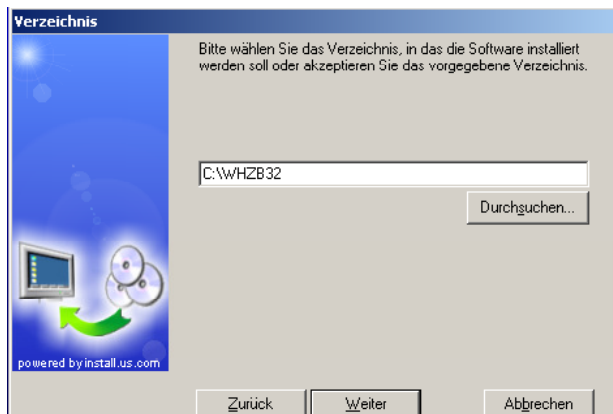 Verzeichnis
Bitte wählen Sie das Verzeichnis, in das die Software installiert
werden soll oder akzeptieren Sie das vorgegebene Verzeichnis.
C:\WHZB32
Durchsuchen...
powered by install.us.com
Zurück
Weiter
Abbrechen